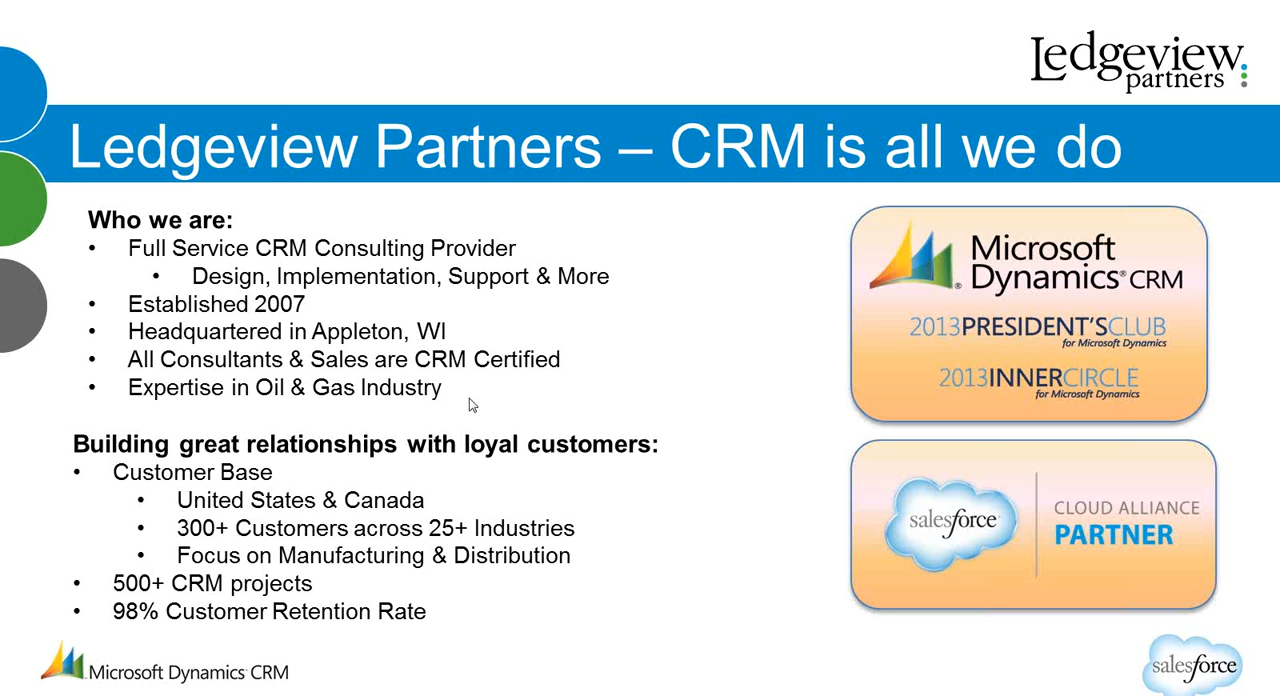 Ledgeview
partners
Ledgeview Partners – CRM is all we do
Who we are:
• Full Service CRM Consulting Provider
• Design, Implementation, Support & More
• Established 2007
• Headquartered in Appleton, WI
• All Consultants & Sales are CRM Certified
• Expertise in Oil & Gas Industry
Building great relationships with loyal customers:
• Customer Base
• United States & Canada
• 300+ Customers across 25+ Industries
• Focus on Manufacturing & Distribution
• 500+ CRM projects
• 98% Customer Retention Rate
Microsoft
Dynamics® CRM
2013PRESIDENT'SCLUB
for Microsoft Dynamics
2013INNERCIRCLE
for Microsoft Dynamics
salesforce
CLOUD ALLIANCE
PARTNER
Microsoft Dynamics CRM
salesforce